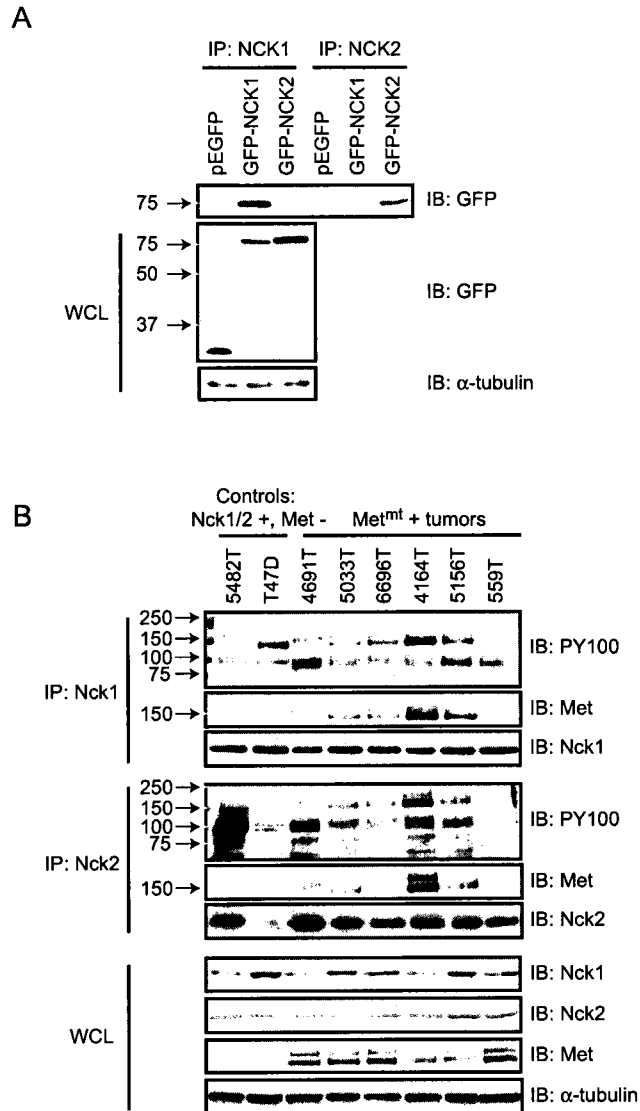 A
IP: NCK1 IP: NCK2
pEGFP GFP-NCK1 GFP-NCK2 pEGFP GFP-NCK1 GFP-NCK2
75 → IB: GFP
WCL
75 →
50 →
37 →
IB: GFP
IB: α-tubulin
B
Controls:
Nck1/2 +, Met - Metᵐᵗ + tumors
5482T T47D 4691T 5033T 6696T 4164T 5156T 559T
IP: Nck1
250 →
150 →
100 →
75 →
IB: PY100
150 → IB: Met
IB: Nck1
IP: Nck2
250 →
150 →
100 →
75 →
IB: PY100
150 → IB: Met
IB: Nck2
WCL
IB: Nck1
IB: Nck2
IB: Met
IB: α-tubulin